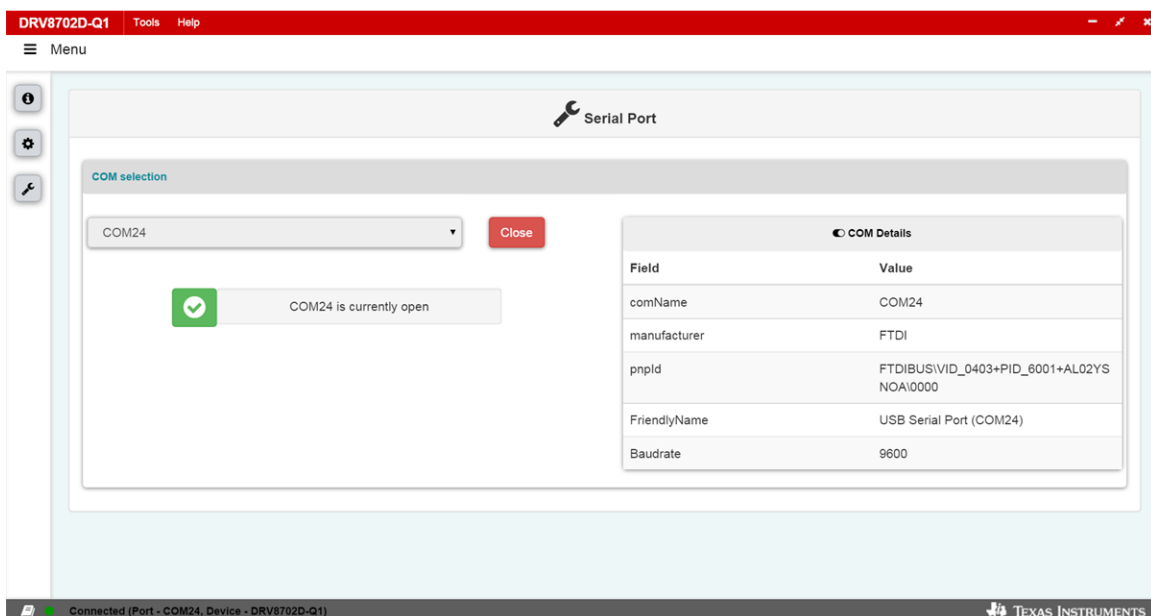 DRV8702D-Q1 Tools Help
Menu
Serial Port
COM selection
COM24 Close
COM24 is currently open
COM Details
Field Value
comName COM24
manufacturer FTDI
pnpId FTDIBUS\VID_0403+PID_6001+AL02YS
NOA\0000
FriendlyName USB Serial Port (COM24)
Baudrate 9600
Connected (Port - COM24, Device - DRV8702D-Q1) TEXAS INSTRUMENTS